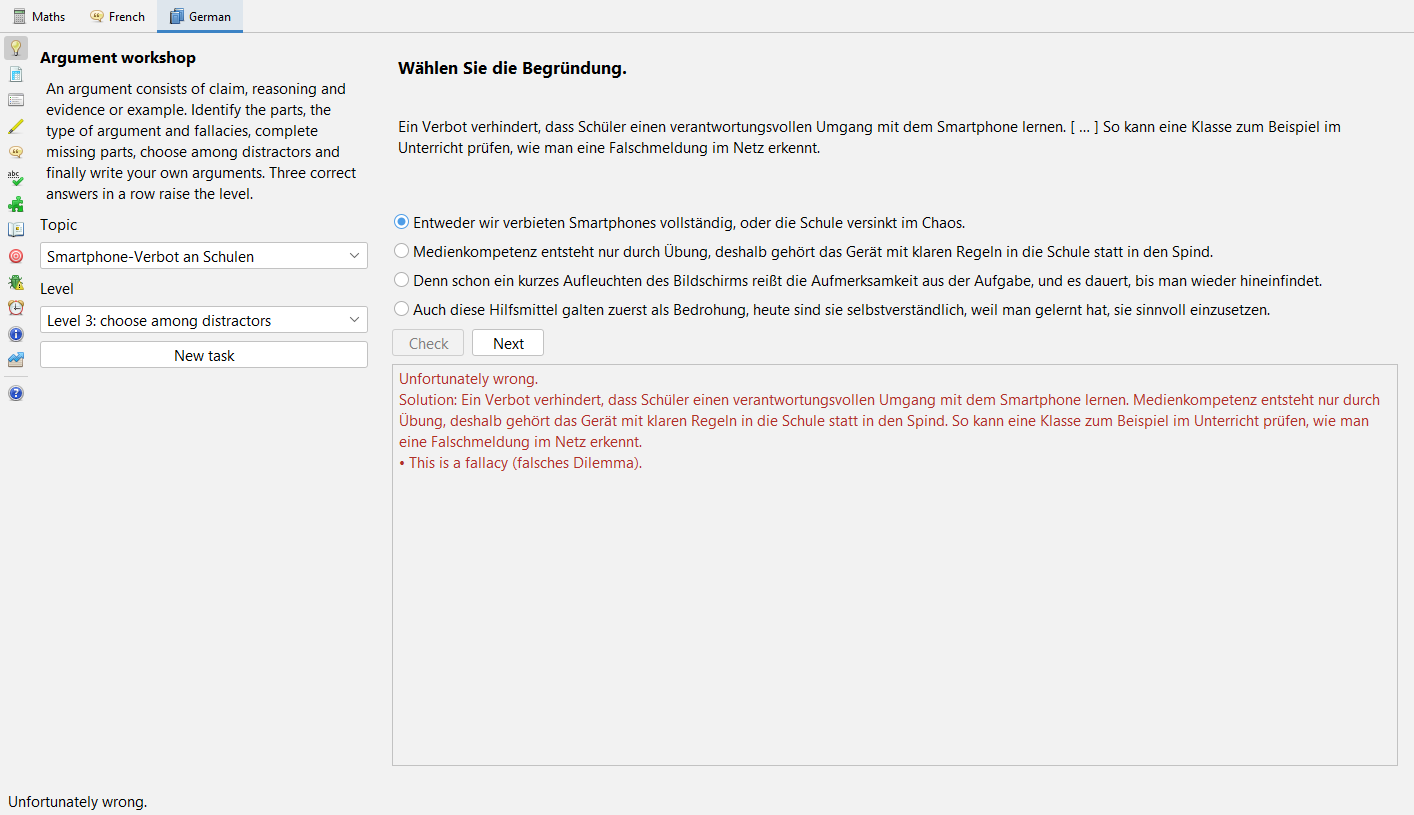 Maths French German
Argument workshop
An argument consists of claim, reasoning and
evidence or example. Identify the parts, the
type of argument and fallacies, complete
missing parts, choose among distractors and
finally write your own arguments. Three correct
answers in a row raise the level.
Topic
Smartphone-Verbot an Schulen
Level
Level 3: choose among distractors
New task
Wählen Sie die Begründung.
Ein Verbot verhindert, dass Schüler einen verantwortungsvollen Umgang mit dem Smartphone lernen. [ ... ] So kann eine Klasse zum Beispiel im
Unterricht prüfen, wie man eine Falschmeldung im Netz erkennt.
Entweder wir verbieten Smartphones vollständig, oder die Schule versinkt im Chaos.
Medienkompetenz entsteht nur durch Übung, deshalb gehört das Gerät mit klaren Regeln in die Schule statt in den Spind.
Denn schon ein kurzes Aufleuchten des Bildschirms reißt die Aufmerksamkeit aus der Aufgabe, und es dauert, bis man wieder hineinfindet.
Auch diese Hilfsmittel galten zuerst als Bedrohung, heute sind sie selbstverständlich, weil man gelernt hat, sie sinnvoll einzusetzen.
Check Next
Unfortunately wrong.
Solution: Ein Verbot verhindert, dass Schüler einen verantwortungsvollen Umgang mit dem Smartphone lernen. Medienkompetenz entsteht nur durch
Übung, deshalb gehört das Gerät mit klaren Regeln in die Schule statt in den Spind. So kann eine Klasse zum Beispiel im Unterricht prüfen, wie man
eine Falschmeldung im Netz erkennt.
• This is a fallacy (falsches Dilemma).
Unfortunately wrong.